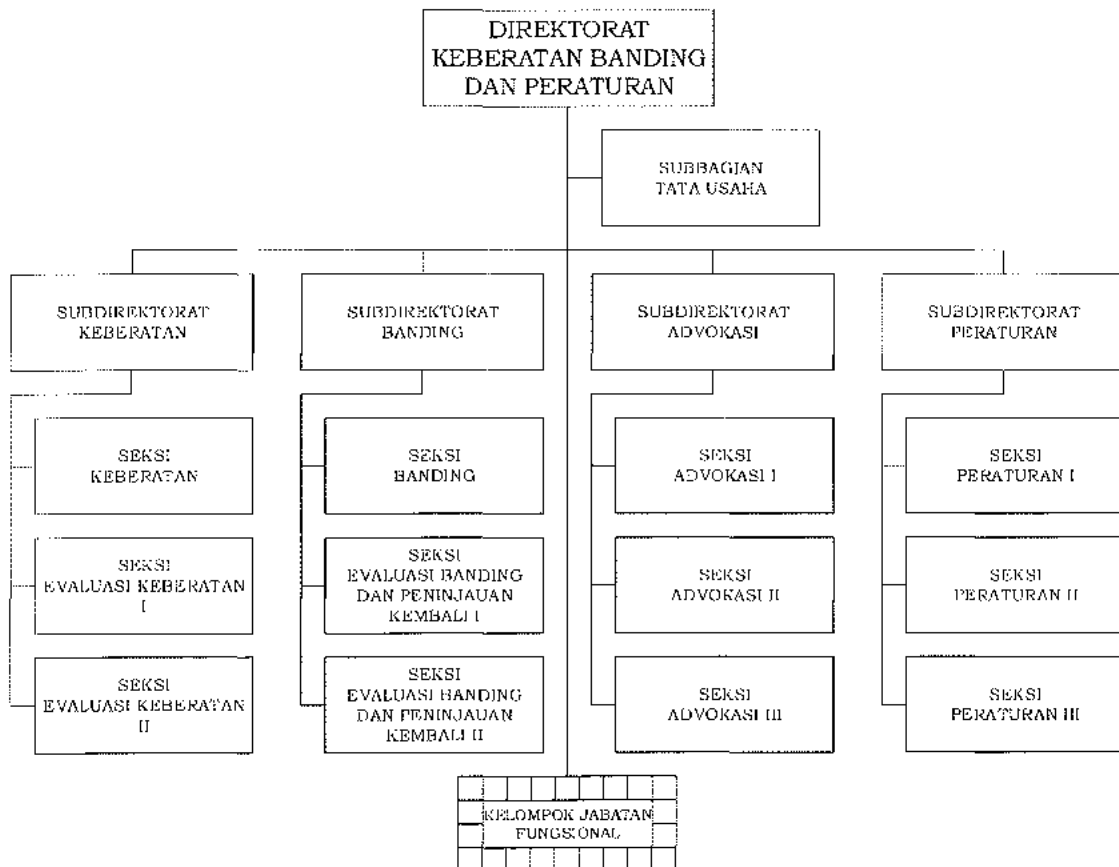 DIREKTORAT
KEBERATAN BANDING
DAN PERATURAN
SUBBAGIAN
TATA USAHA
SUBDIREKTORAT
KEBERATAN
SUBDIREKTORAT
BANDING
SUBDIREKTORAT
ADVOKASI
SUBDIREKTORAT
PERATURAN
SEKSI
KEBERATAN
SEKSI
BANDING
SEKSI
ADVOKASI I
SEKSI
PERATURAN I
SEKSI
EVALUASI KEBERATAN
I
SEKSI
EVALUASI BANDING
DAN PENINJAUAN
KEMBALI I
SEKSI
ADVOKASI II
SEKSI
PERATURAN II
SEKSI
EVALUASI KEBERATAN
II
SEKSI
EVALUASI BANDING
DAN PENINJAUAN
KEMBALI II
SEKSI
ADVOKASI III
SEKSI
PERATURAN III
KELOMPOK JABATAN
FUNGSIONAL